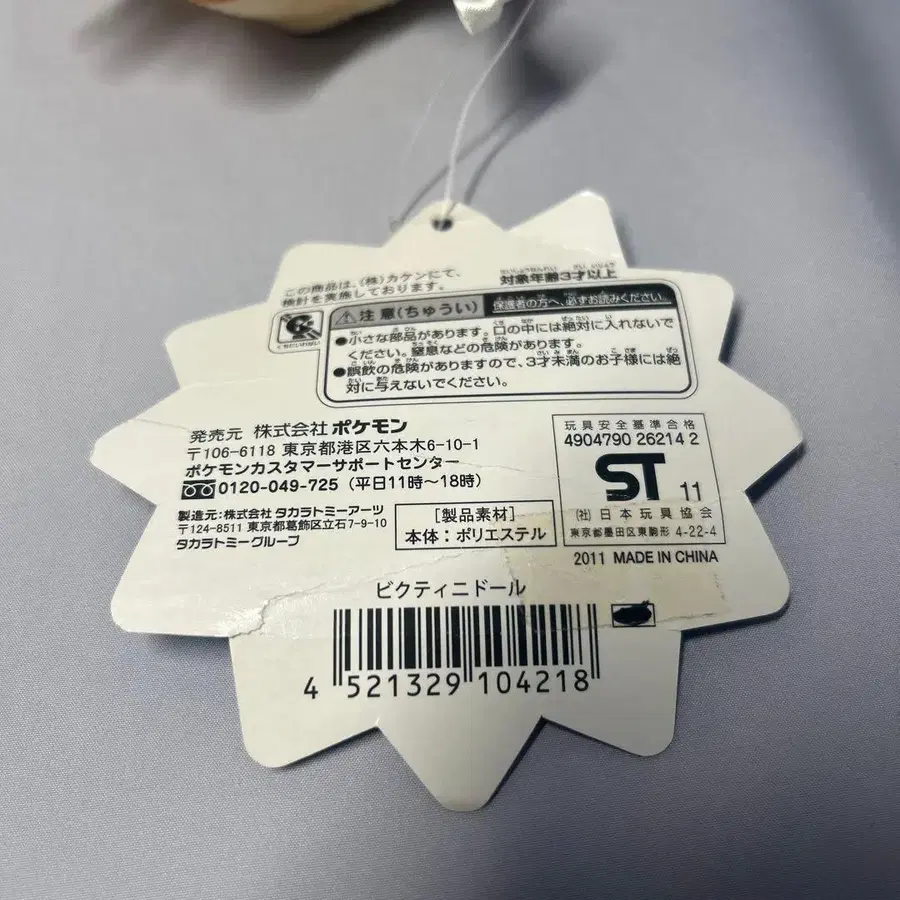 この商品は、(株)カケンにて、
検針を実施しております。
対象年齢3才以上
⚠注意(ちゅうい) 保護者の方へ、必ずお読みください。
●小さな部品があります。口の中には絶対に入れないで
ください。窒息などの危険があります。
●誤飲の危険がありますので、3才未満のお子様には絶
対に与えないでください。
発売元 株式会社ポケモン
〒106-6118 東京都港区六本木6-10-1
ポケモンカスタマーサポートセンター
0120-049-725 (平日11時〜18時)
製造元:株式会社 タカラトミーアーツ
〒124-8511 東京都葛飾区立石7-9-10
タカラトミーグループ
[製品素材]
本体:ポリエステル
玩具安全基準合格
4904790 26214 2
ST 11
(社)日本玩具協会
東京都墨田区東駒形 4-22-4
2011 MADE IN CHINA
ビクティニドール
4 521329 104218